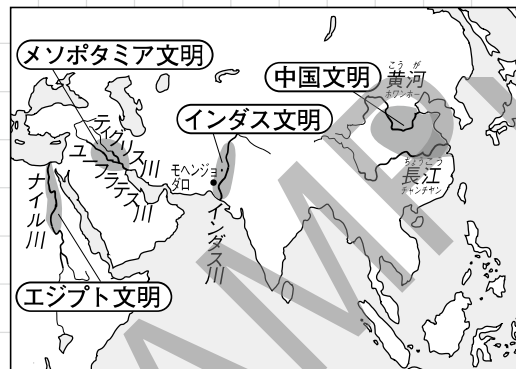 メソポタミア文明
中国文明
こうが
黄河
ホワンホー
インダス文明
ティグリス川
ユーフラテス川
モヘンジョ・
ダロ
ちょうこう
長江
チャンチヤン
ナイル川
インダス川
エジプト文明
AMP